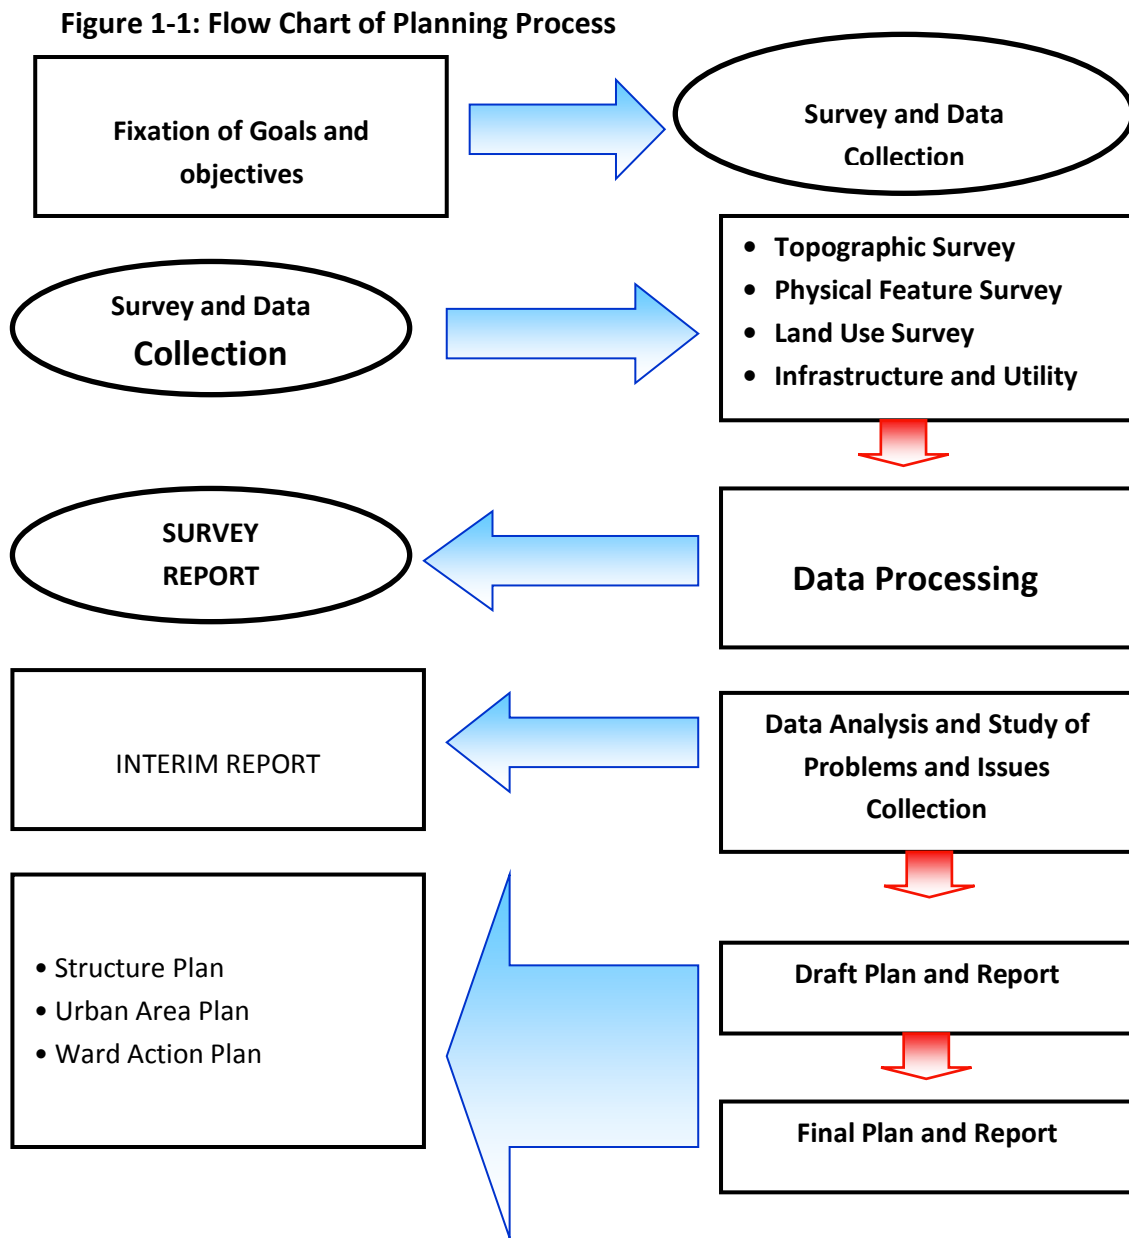 Figure 1-1: Flow Chart of Planning Process
Fixation of Goals and
objectives
Survey and Data
Collection
Survey and Data
Collection
• Topographic Survey
• Physical Feature Survey
• Land Use Survey
• Infrastructure and Utility
SURVEY
REPORT
Data Processing
INTERIM REPORT
Data Analysis and Study of
Problems and Issues
Collection
• Structure Plan
• Urban Area Plan
• Ward Action Plan
Draft Plan and Report
Final Plan and Report